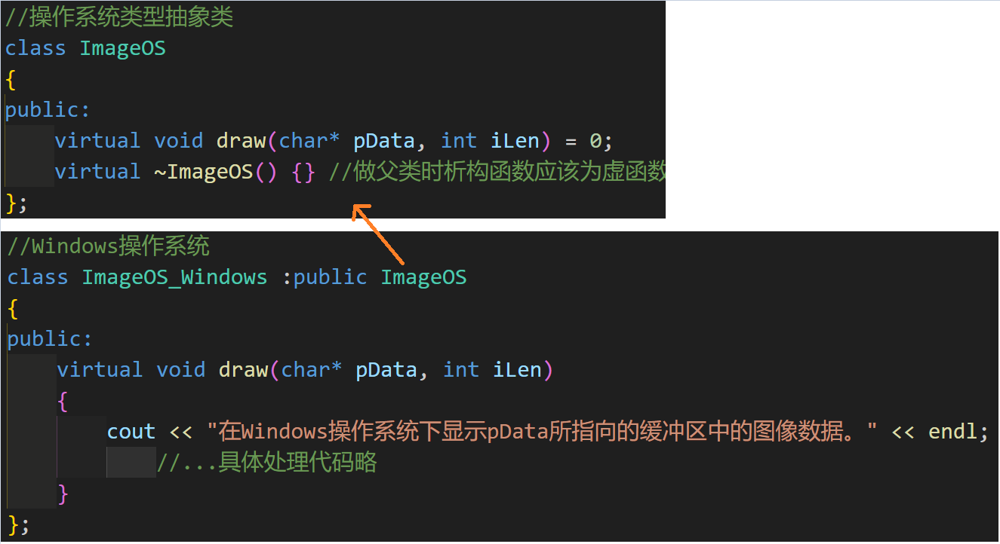 //操作系统类型抽象类
class ImageOS
{
public:
    virtual void draw(char* pData, int iLen) = 0;
    virtual ~ImageOS() {} //做父类时析构函数应该为虚函数
};
//Windows操作系统
class ImageOS_Windows :public ImageOS
{
public:
    virtual void draw(char* pData, int iLen)
    {
        cout << "在Windows操作系统下显示pData所指向的缓冲区中的图像数据。" << endl;
            //...具体处理代码略
    }
};